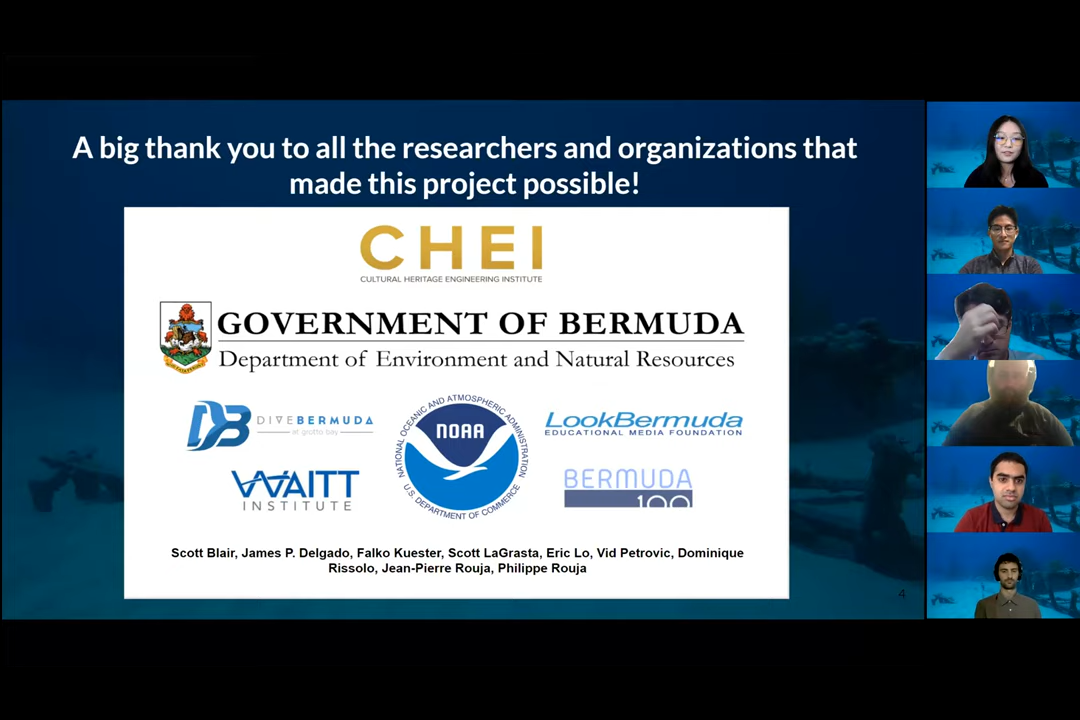 A big thank you to all the researchers and organizations that
made this project possible!
CHEI
CULTURAL HERITAGE ENGINEERING INSTITUTE
GOVERNMENT OF BERMUDA
Department of Environment and Natural Resources
DB DIVEBERMUDA
at grotto bay
NATIONAL OCEANIC AND ATMOSPHERIC ADMINISTRATION
NOAA
U.S. DEPARTMENT OF COMMERCE
LookBermuda
EDUCATIONAL MEDIA FOUNDATION
WAITT
INSTITUTE
BERMUDA
100
Scott Blair, James P. Delgado, Falko Kuester, Scott LaGrasta, Eric Lo, Vid Petrovic, Dominique
Rissolo, Jean-Pierre Rouja, Philippe Rouja
4